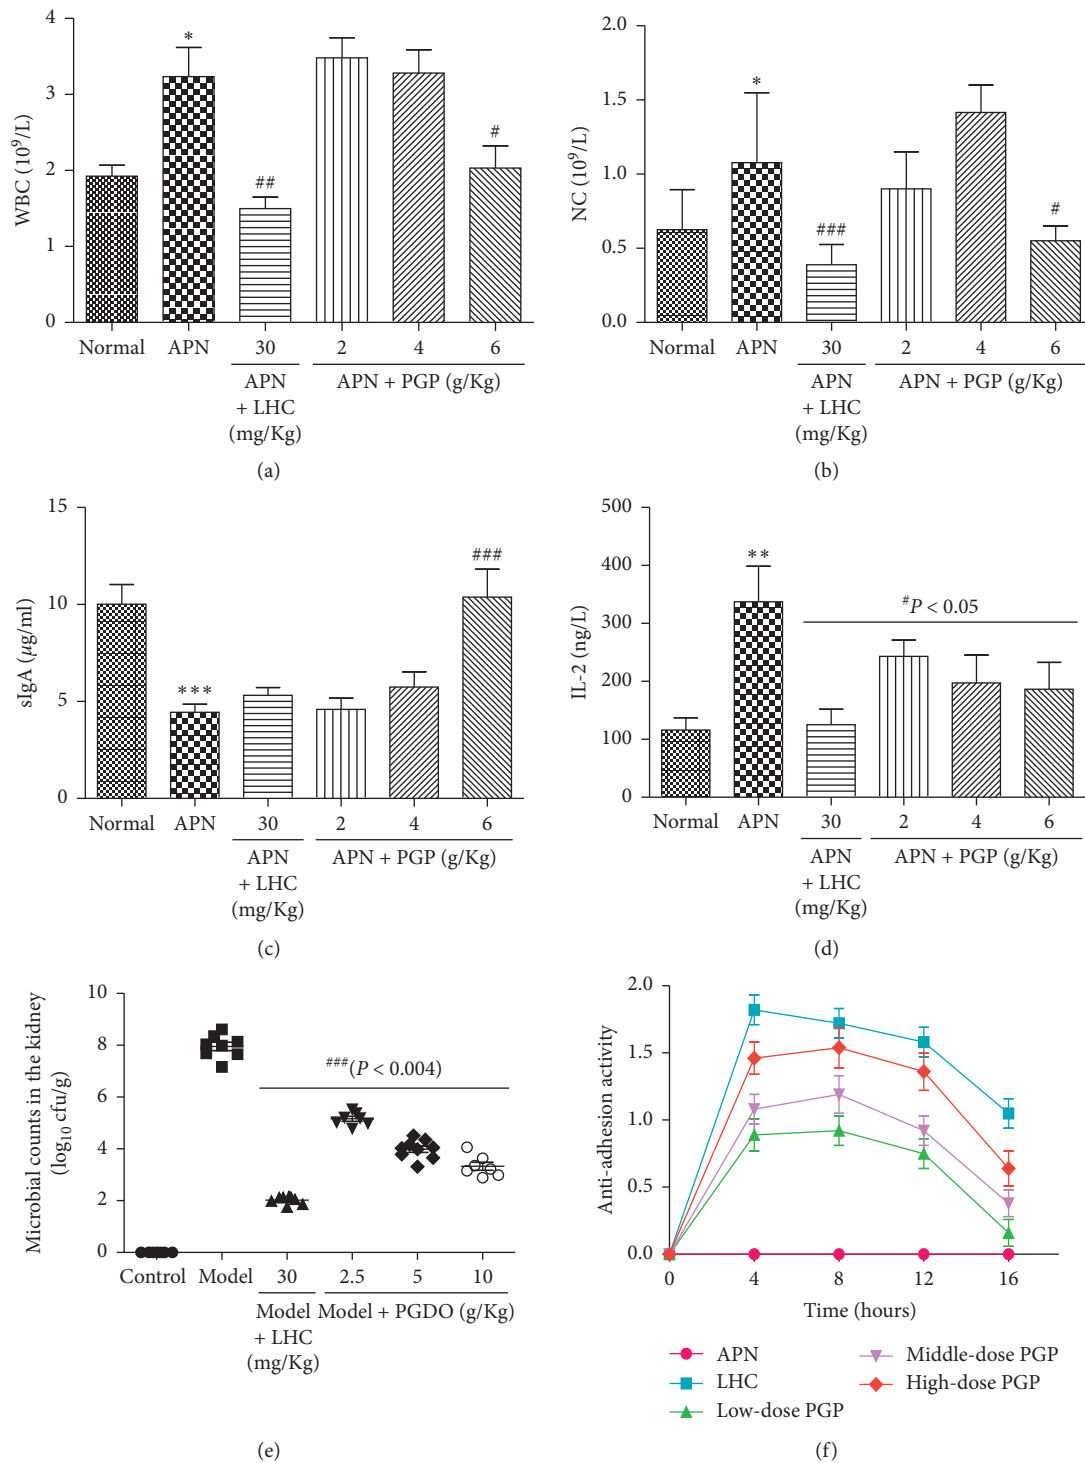 WBC (10⁹/L)
4
3
2
1
0
*
##
#
Normal APN 30 2 4 6
APN APN + PGP (g/Kg)
+ LHC
(mg/Kg)
(a)
NC (10⁹/L)
2.0
1.5
1.0
0.5
0.0
*
###
#
Normal APN 30 2 4 6
APN APN + PGP (g/Kg)
+ LHC
(mg/Kg)
(b)
sIgA (μg/ml)
15
10
5
0
***
###
Normal APN 30 2 4 6
APN APN + PGP (g/Kg)
+ LHC
(mg/Kg)
(c)
IL-2 (ng/L)
500
400
300
200
100
0
**
#P < 0.05
Normal APN 30 2 4 6
APN APN + PGP (g/Kg)
+ LHC
(mg/Kg)
(d)
Microbial counts in the kidney
(log₁₀ cfu/g)
10
8
6
4
2
0
###(P < 0.004)
Control Model 30 2.5 5 10
Model Model + PGDO (g/Kg)
+ LHC
(mg/Kg)
(e)
Anti-adhesion activity
2.0
1.5
1.0
0.5
0.0
0 4 8 12 16
Time (hours)
APN
LHC
Low-dose PGP
Middle-dose PGP
High-dose PGP
(f)